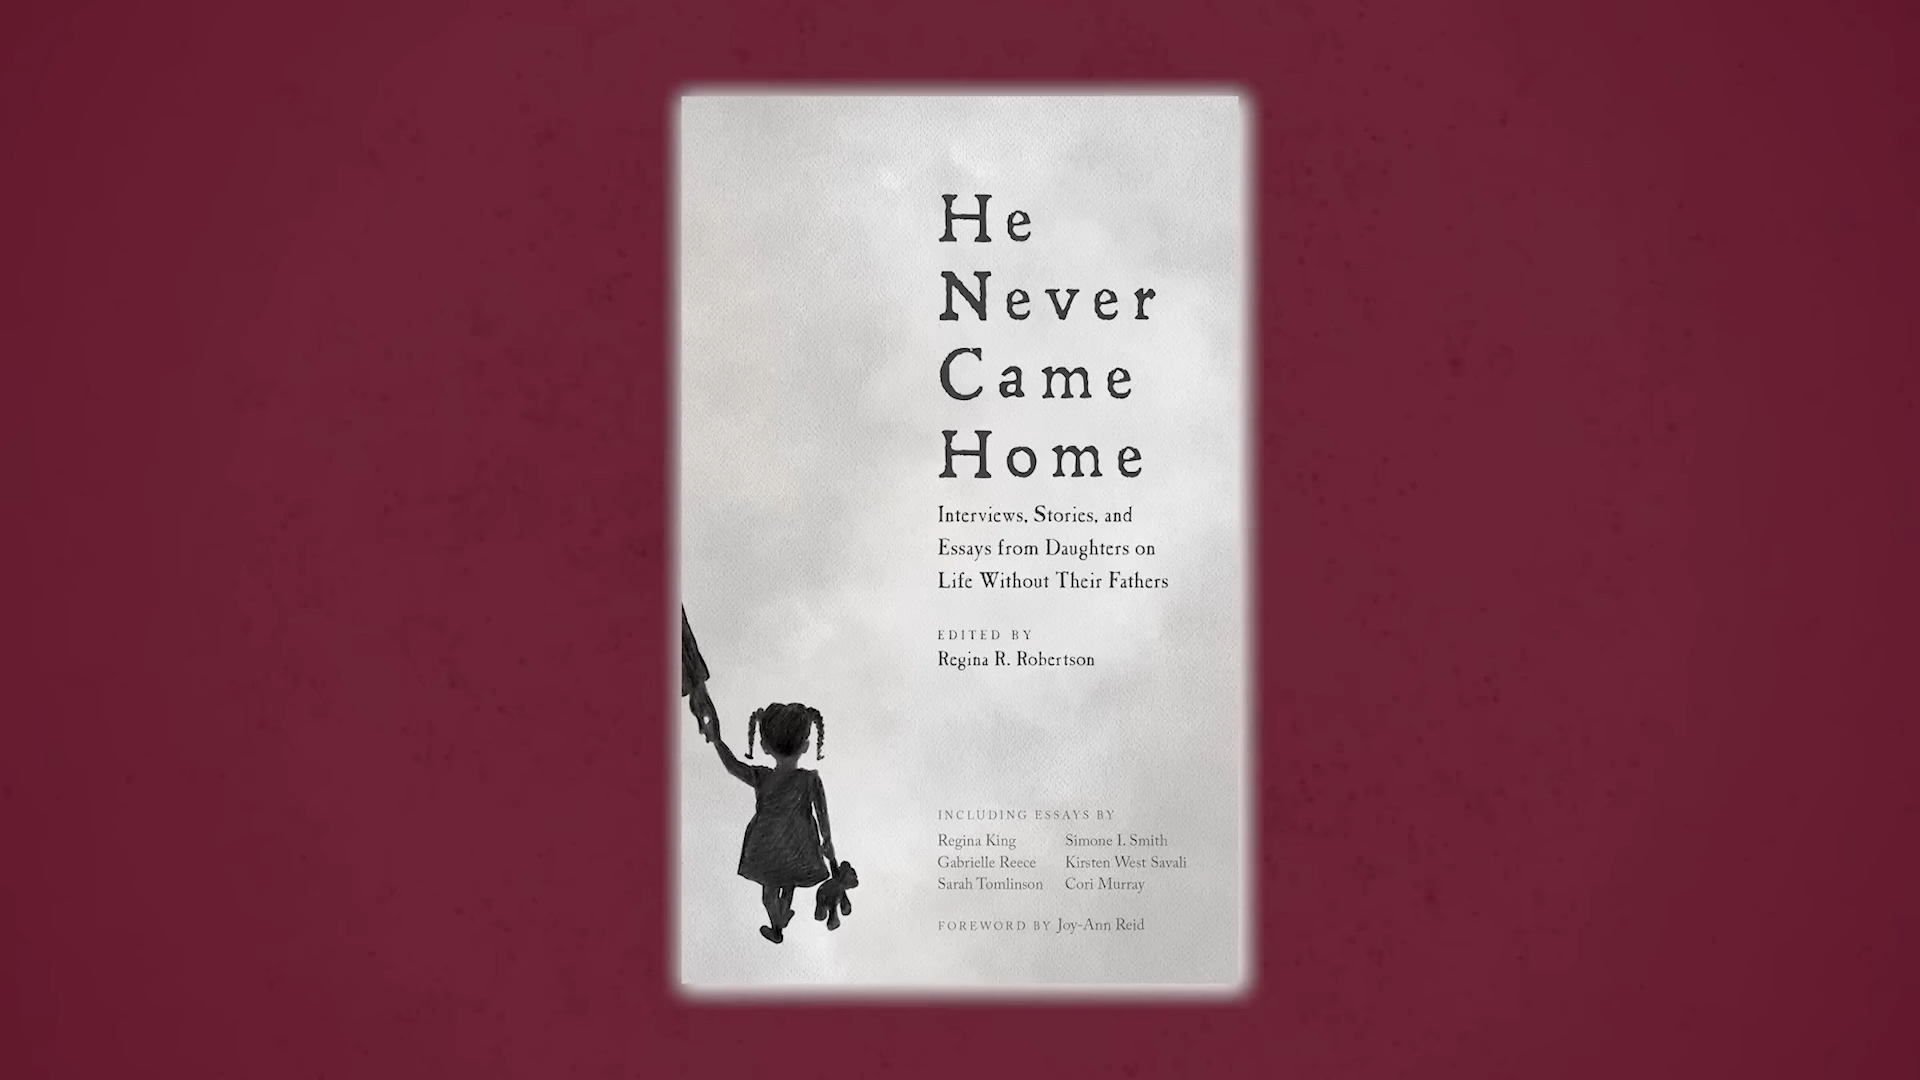 He
Never
Came
Home
Interviews, Stories, and
Essays from Daughters on
Life Without Their Fathers
EDITED BY
Regina R. Robertson
INCLUDING ESSAYS BY
Regina King Simone I. Smith
Gabrielle Reece Kirsten West Savali
Sarah Tomlinson Cori Murray
FOREWORD BY Joy-Ann Reid